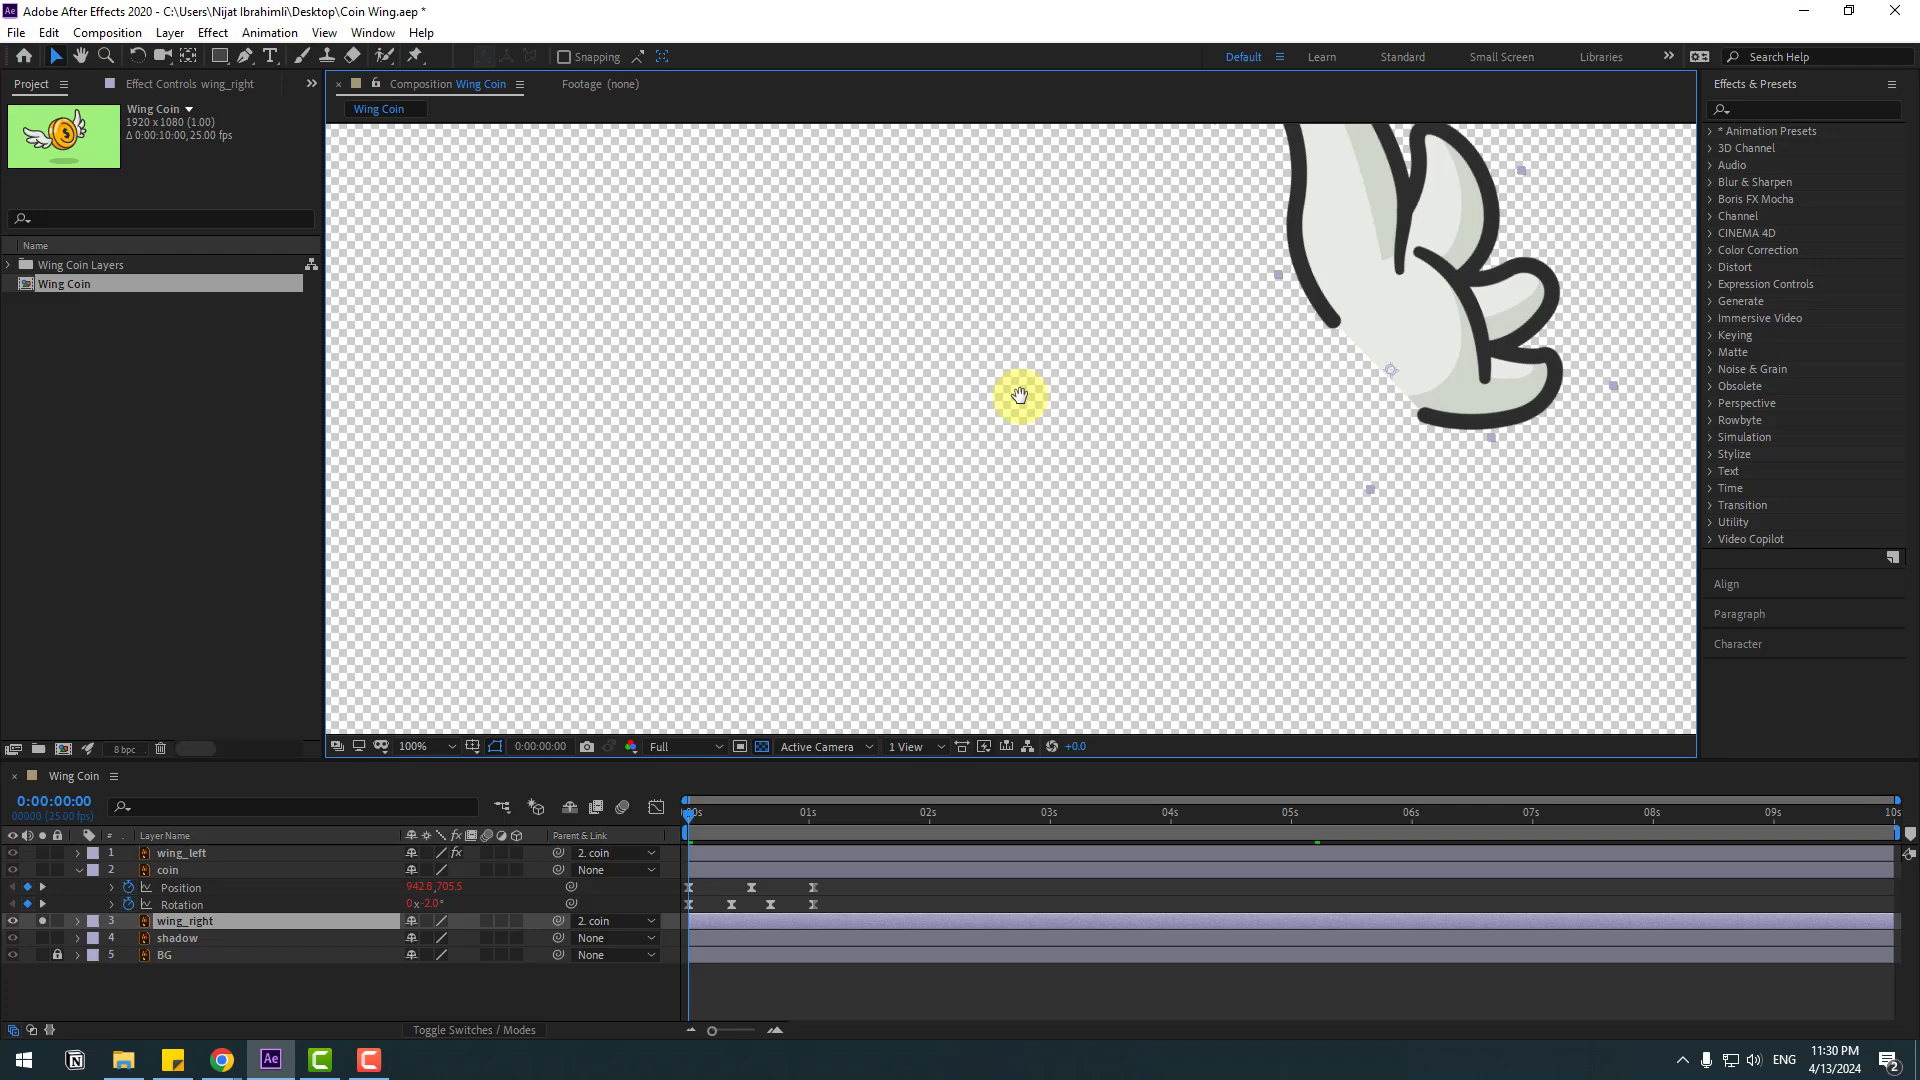 Adobe After Effects 2020 - C:\Users\Nijat Ibrahimli\Desktop\Coin Wing.aep *
File Edit Composition Layer Effect Animation View Window Help
Snapping
Default Learn Standard Small Screen Libraries Search Help
Project Effect Controls wing_right
Composition Wing Coin Footage (none)
Effects & Presets
Wing Coin
1920 x 1080 (1.00)
Δ 0:00:10:00, 25.00 fps
Wing Coin
Name
Wing Coin Layers
Wing Coin
* Animation Presets
3D Channel
Audio
Blur & Sharpen
Boris FX Mocha
Channel
CINEMA 4D
Color Correction
Distort
Expression Controls
Generate
Immersive Video
Keying
Matte
Noise & Grain
Obsolete
Perspective
Rowbyte
Simulation
Stylize
Text
Time
Transition
Utility
Video Copilot
Align
Paragraph
Character
8 bpc
100% 0:00:00:00 Full Active Camera 1 View +0.0
Wing Coin
0:00:00:00
00000 (25.00 fps)
00s 01s 02s 03s 04s 05s 06s 07s 08s 09s 10s
# Layer Name Parent & Link
1 wing_left fx 2. coin
2 coin None
Position 942.8,705.5
Rotation 0x-2.0°
3 wing_right 2. coin
4 shadow None
5 BG None
Toggle Switches / Modes
Ae
ENG
11:30 PM
4/13/2024
2